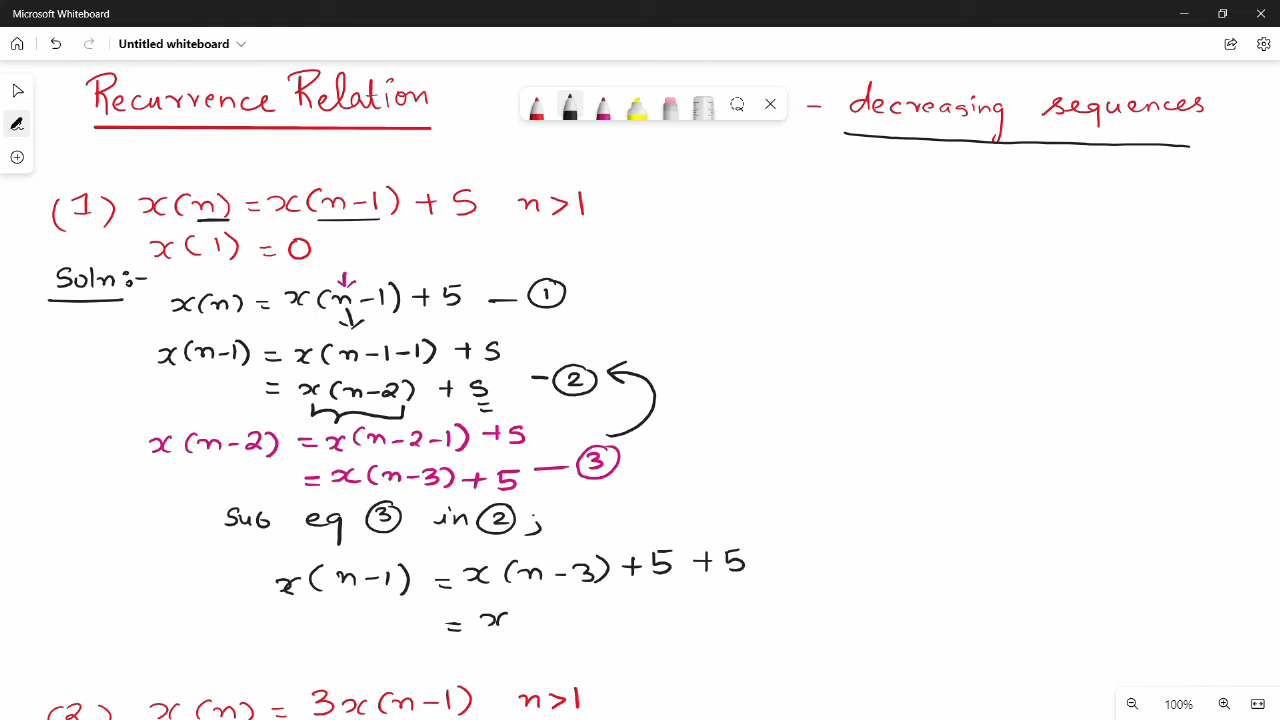 Microsoft Whiteboard
Untitled whiteboard
Recurrence Relation - decreasing sequences
(1) x(n) = x(n-1) + 5 n>1
x(1) = 0
Soln:-
x(n) = x(n-1) + 5 — ①
x(n-1) = x(n-1-1) + 5
= x(n-2) + 5 - ②
x(n-2) = x(n-2-1) + 5
= x(n-3) + 5 — ③
Sub eq ③ in ② ;
x(n-1) = x(n-3) + 5 + 5
= x
(2) x(n) = 3x(n-1) n>1
100%